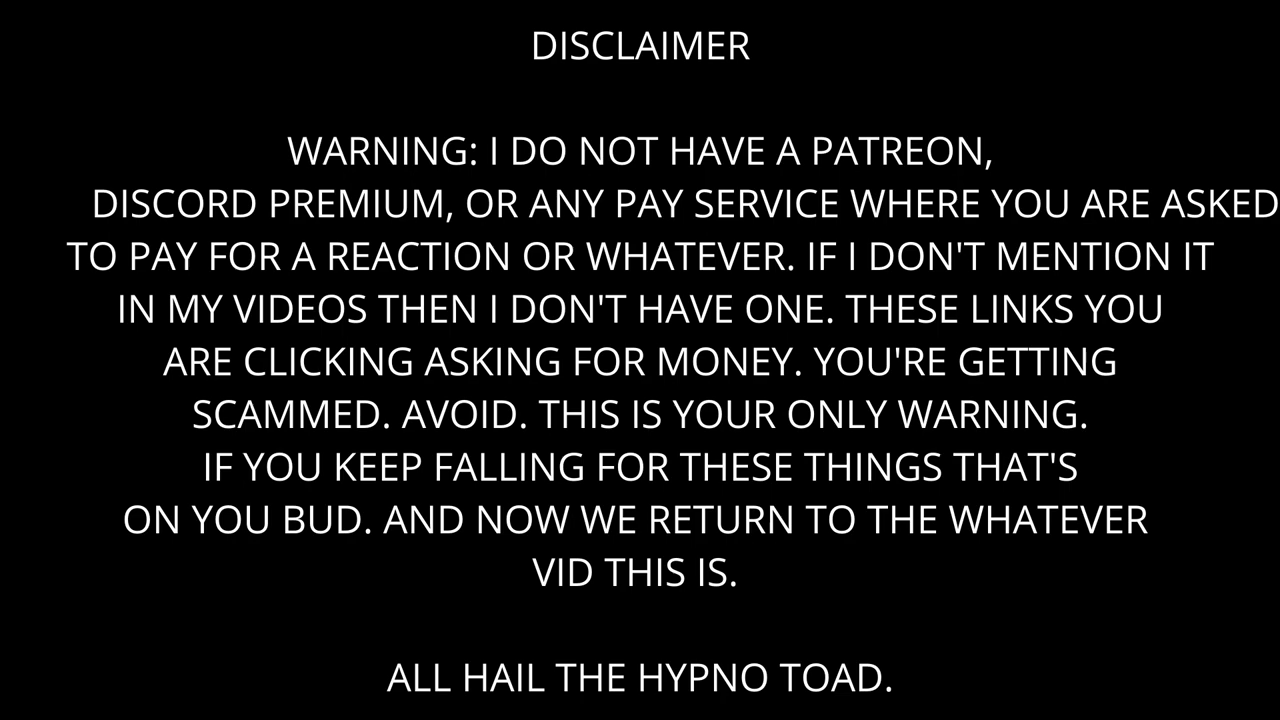 DISCLAIMER
WARNING: I DO NOT HAVE A PATREON,
DISCORD PREMIUM, OR ANY PAY SERVICE WHERE YOU ARE ASKED
TO PAY FOR A REACTION OR WHATEVER. IF I DON'T MENTION IT
IN MY VIDEOS THEN I DON'T HAVE ONE. THESE LINKS YOU
ARE CLICKING ASKING FOR MONEY. YOU'RE GETTING
SCAMMED. AVOID. THIS IS YOUR ONLY WARNING.
IF YOU KEEP FALLING FOR THESE THINGS THAT'S
ON YOU BUD. AND NOW WE RETURN TO THE WHATEVER
VID THIS IS.
ALL HAIL THE HYPNO TOAD.